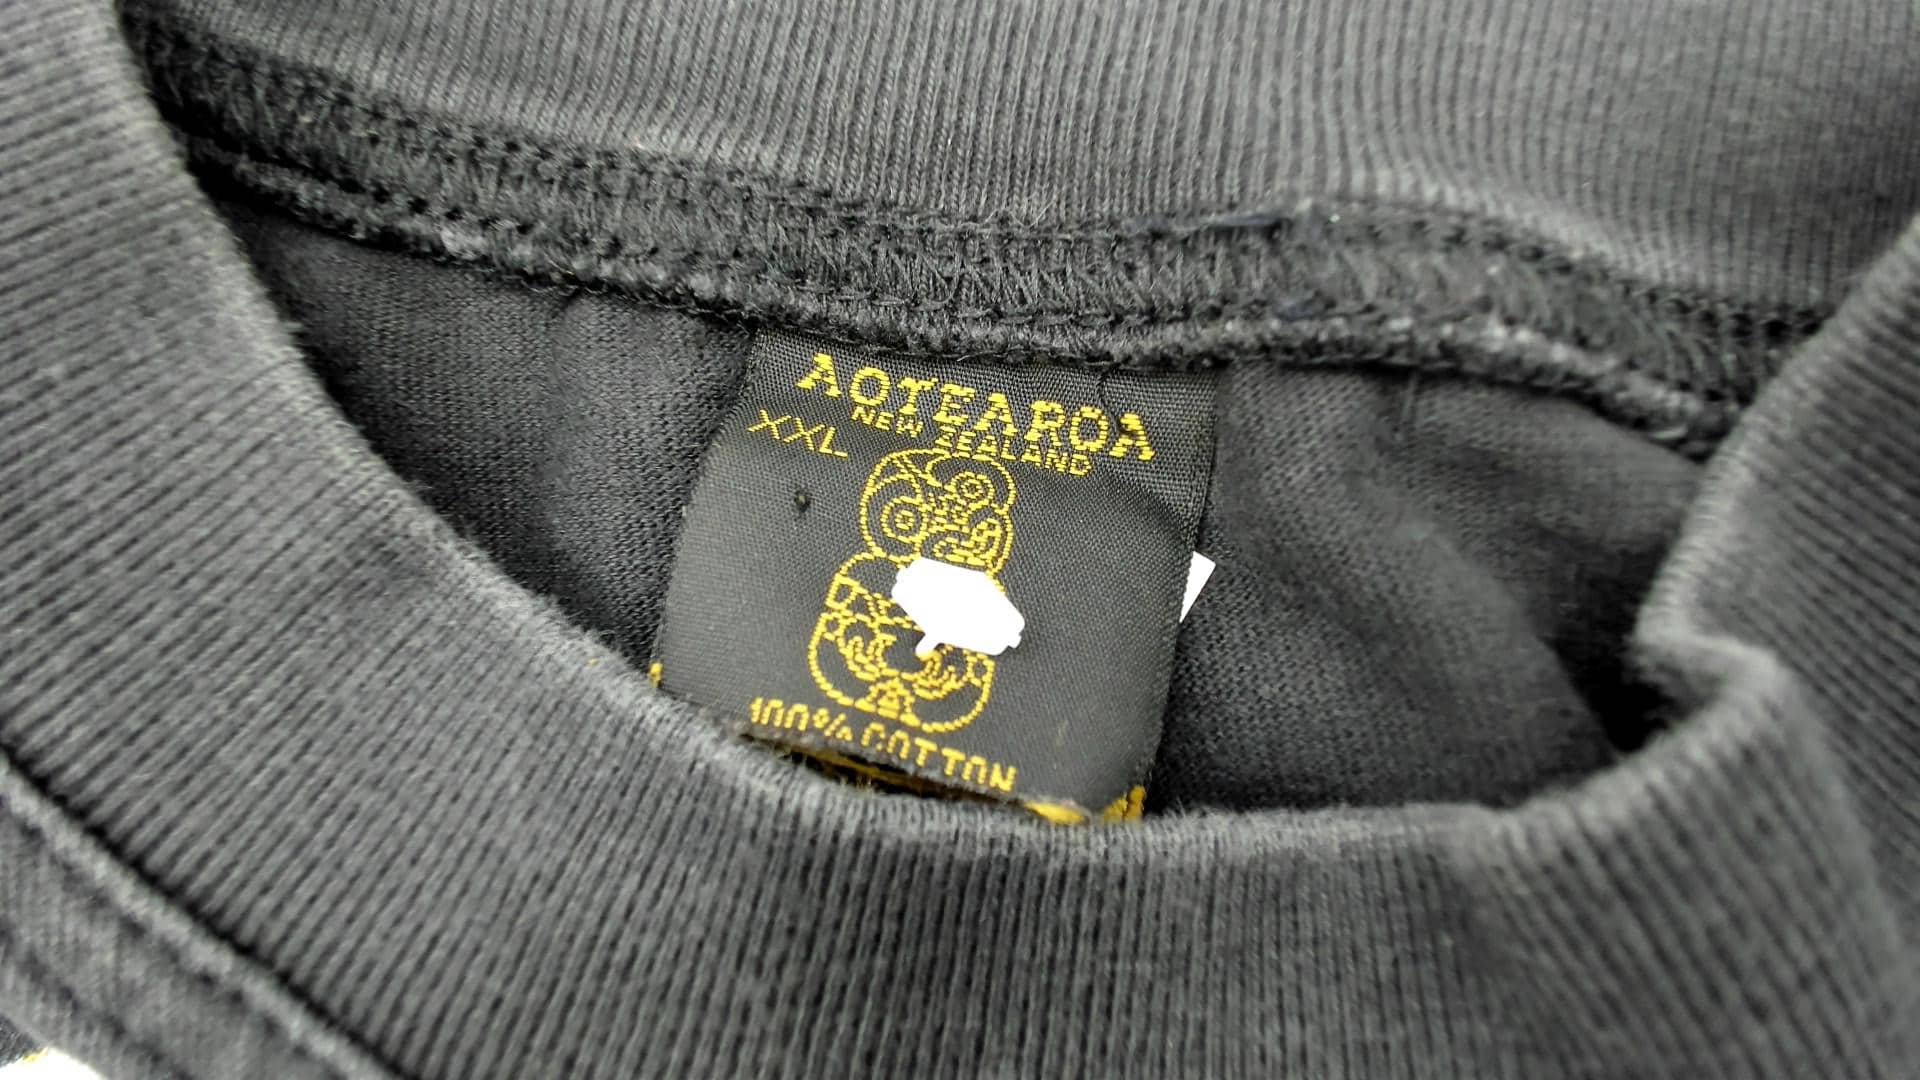 AOTEAROA
NEW ZEALAND
XXL
100% COTTON